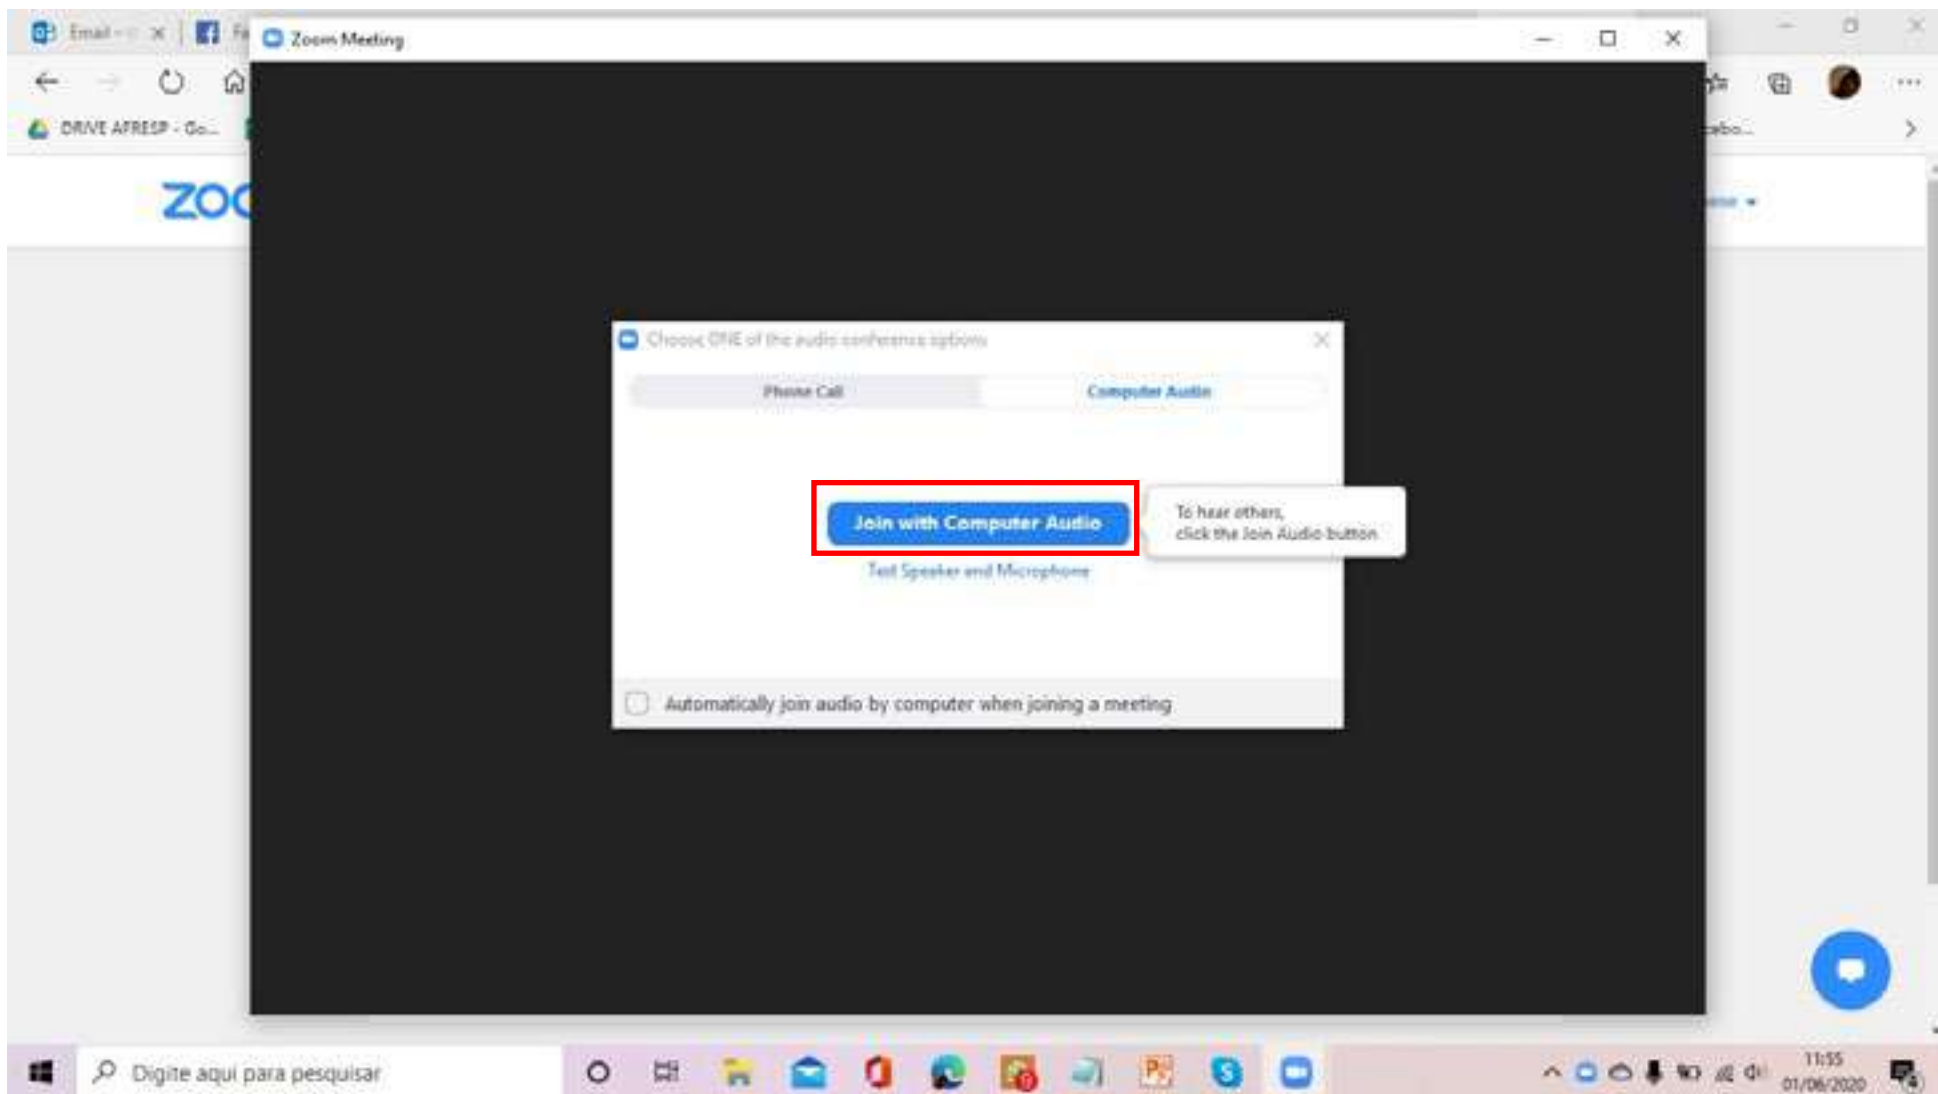 Email -
Zoom Meeting
DRIVE AFRESP - Go...
Choose ONE of the audio conference options
Phone Call
Computer Audio
Join with Computer Audio
To hear others,
click the Join Audio button
Test Speaker and Microphone
Automatically join audio by computer when joining a meeting
Digite aqui para pesquisar
11:55
01/06/2020